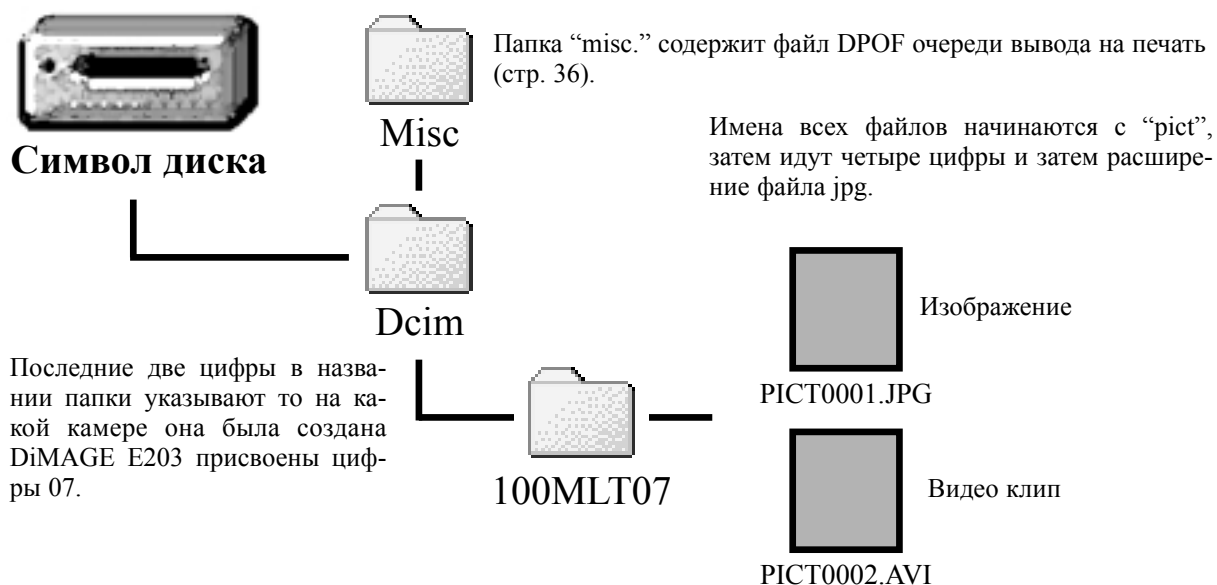 Папка “misc.” содержит файл DPOF очереди вывода на печать
(стр. 36).
Misc
Символ диска
Имена всех файлов начинаются с “pict”,
затем идут четыре цифры и затем расшире-
ние файла jpg.
Dcim
Изображение
Последние две цифры в назва-
нии папки указывают то на ка-
кой камере она была создана
DiMAGE E203 присвоены циф-
ры 07.
PICT0001.JPG
100MLT07
Видео клип
PICT0002.AVI